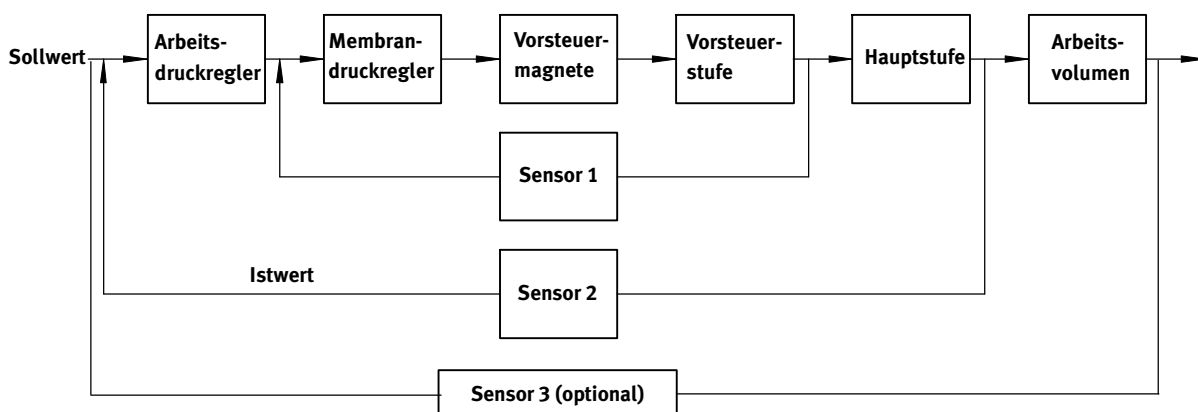 Sollwert
Arbeits-
druckregler
Membran-
druckregler
Vorsteuer-
magnete
Vorsteuer-
stufe
Hauptstufe
Arbeits-
volumen
Sensor 1
Istwert
Sensor 2
Sensor 3 (optional)